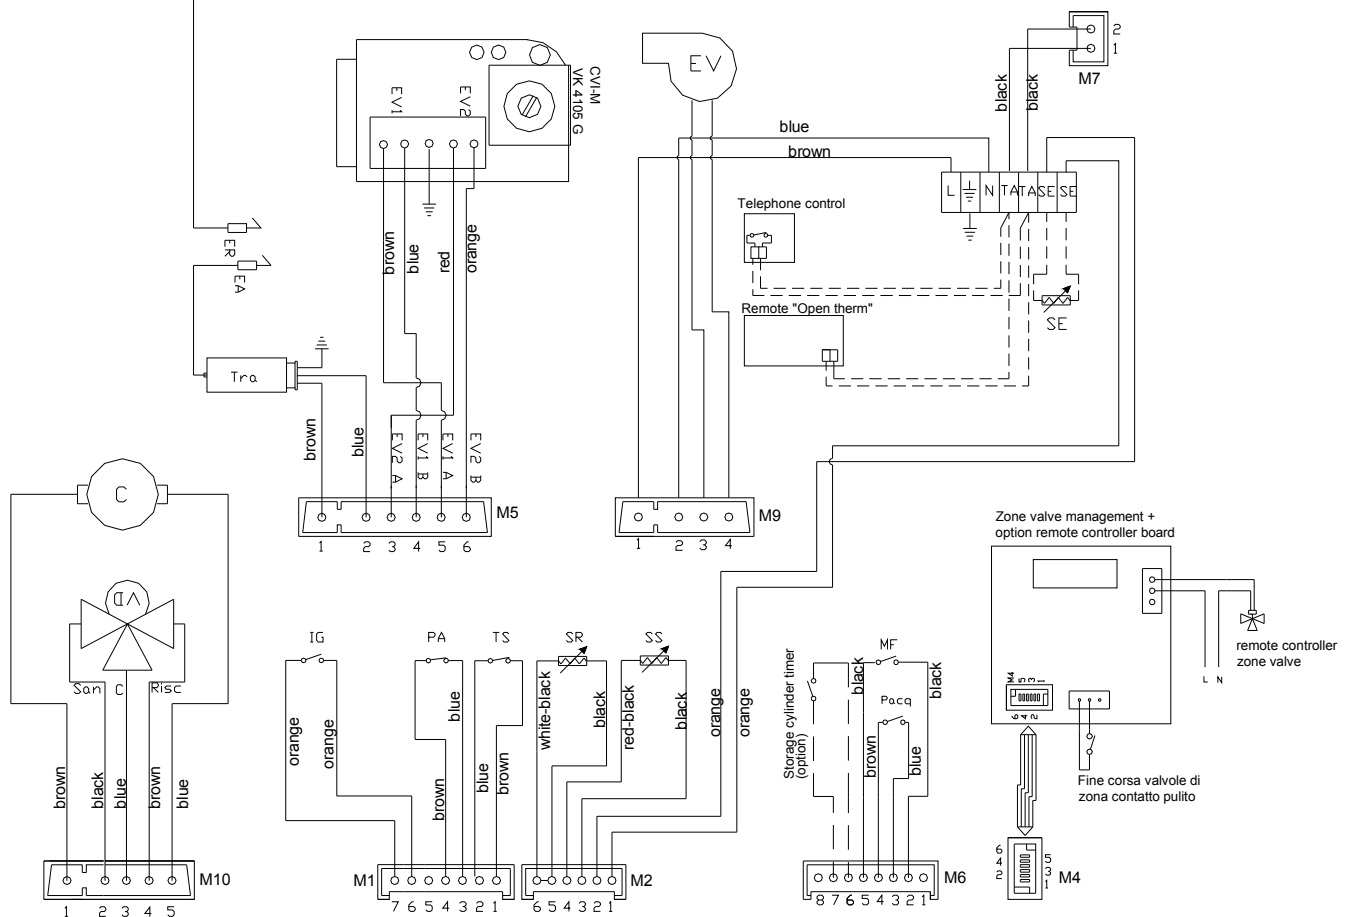 2
1
M7
black
black
CVI-M
VK 4105 G
EV1
EV2
EV
blue
brown
L
N
TA
TA
SE
SE
Telephone control
Remote "Open therm"
SE
ER
EA
brown
blue
red
orange
Tra
brown
blue
EV2 A
EV1 B
EV1 A
EV2 B
M5
1 2 3 4 5 6
M9
1 2 3 4
C
VD
San
C
Risc
brown
black
blue
brown
blue
M10
1 2 3 4 5
IG
PA
TS
SR
SS
orange
orange
brown
blue
blue
brown
white-black
black
red-black
black
orange
orange
M1
7 6 5 4 3 2 1
M2
6 5 4 3 2 1
Storage cylinder timer
(option)
MF
Pacq
black
brown
blue
black
M6
8 7 6 5 4 3 2 1
Zone valve management +
option remote controller board
remote controller
zone valve
L N
M4
5 3 1
6 4 2
Fine corsa valvole di
zona contatto pulito
6
4
2
5
3
1
M4